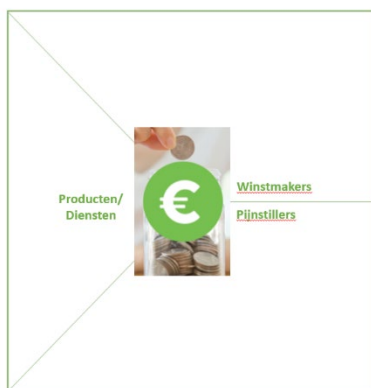 Producten/
Diensten
€
Winstmakers
Pijnstillers